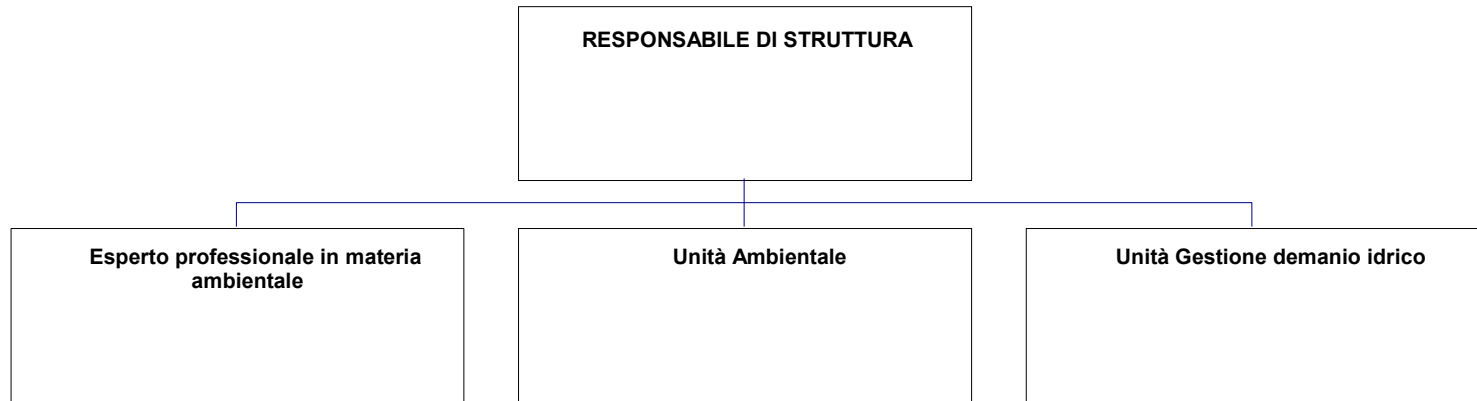 RESPONSABILE DI STRUTTURA
Esperto professionale in materia
ambientale
Unità Ambientale
Unità Gestione demanio idrico